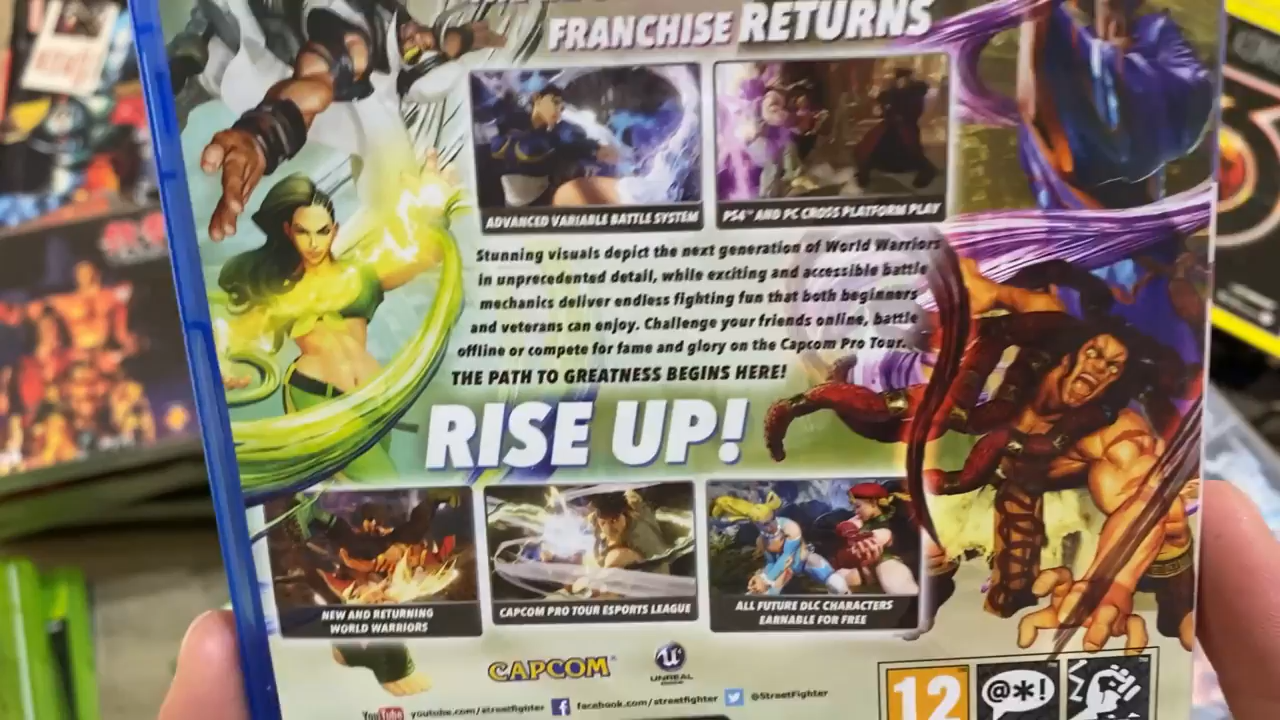 FRANCHISE RETURNS
ADVANCED VARIABLE BATTLE SYSTEM
PS4™ AND PC CROSS PLATFORM PLAY
Stunning visuals depict the next generation of World Warriors
in unprecedented detail, while exciting and accessible battle
mechanics deliver endless fighting fun that both beginners
and veterans can enjoy. Challenge your friends online, battle
offline or compete for fame and glory on the Capcom Pro Tour.
THE PATH TO GREATNESS BEGINS HERE!
RISE UP!
NEW AND RETURNING
WORLD WARRIORS
CAPCOM PRO TOUR ESPORTS LEAGUE
ALL FUTURE DLC CHARACTERS
EARNABLE FOR FREE
CAPCOM
UNREAL
YouTube youtube.com/streetfighter facebook.com/streetfighter @StreetFighter
12
@*!